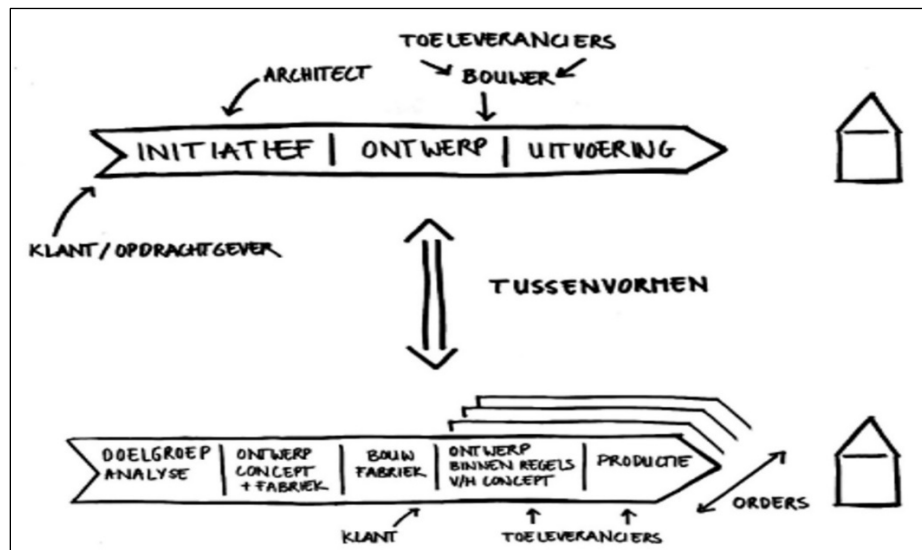 TOELEVERANCIERS
ARCHITECT
BOUWER
INITIATIEF | ONTWERP | UITVOERING
KLANT/OPDRACHTGEVER
TUSSENVORMEN
DOELGROEP
ANALYSE
ONTWERP
CONCEPT
+ FABRIEK
BOUW
FABRIEK
ONTWERP
BINNEN REGELS
V/H CONCEPT
PRODUCTIE
ORDERS
KLANT
TOELEVERANCIERS